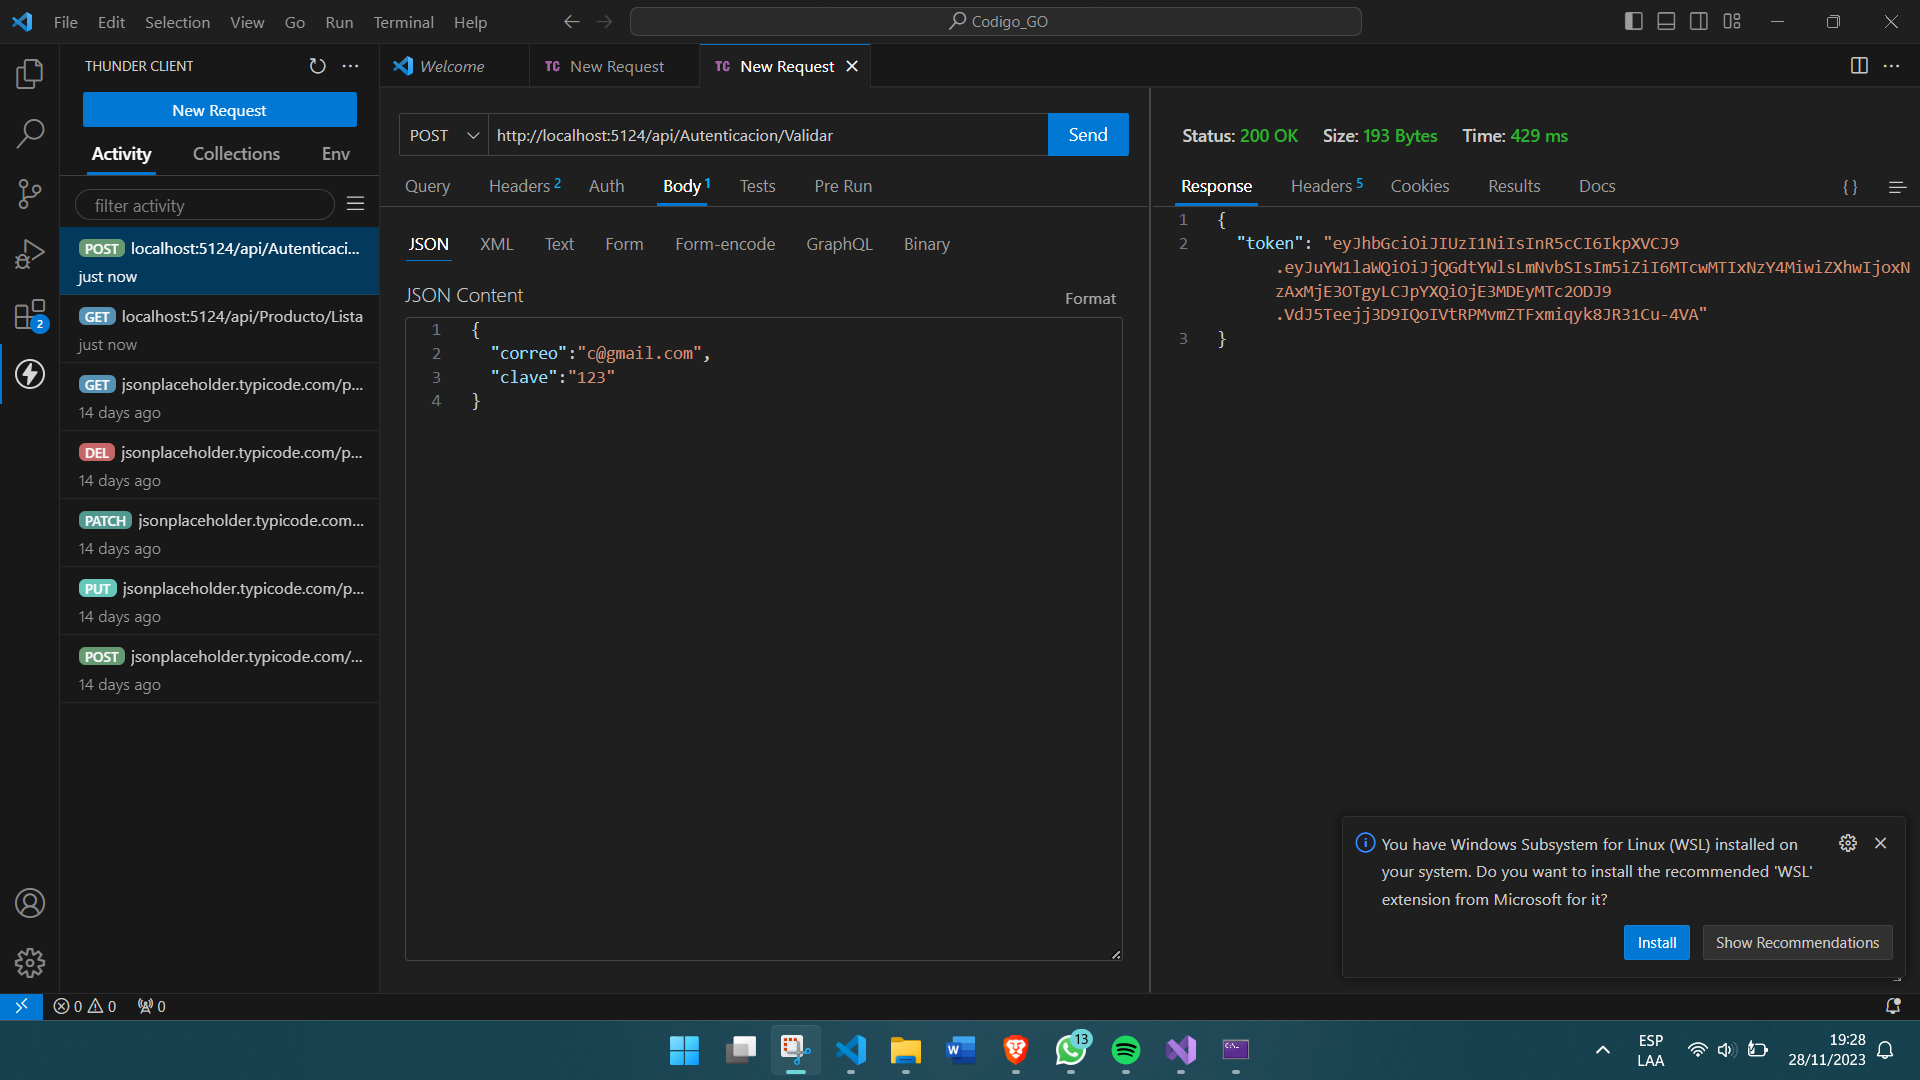 File Edit Selection View Go Run Terminal Help
Codigo_GO
THUNDER CLIENT
New Request
Activity Collections Env
filter activity
POST localhost:5124/api/Autenticaci...
just now
GET localhost:5124/api/Producto/Lista
just now
GET jsonplaceholder.typicode.com/p...
14 days ago
DEL jsonplaceholder.typicode.com/p...
14 days ago
PATCH jsonplaceholder.typicode.com...
14 days ago
PUT jsonplaceholder.typicode.com/p...
14 days ago
POST jsonplaceholder.typicode.com/...
14 days ago
2
Welcome
TC New Request
TC New Request
POST http://localhost:5124/api/Autenticacion/Validar Send
Query Headers 2 Auth Body 1 Tests Pre Run
JSON XML Text Form Form-encode GraphQL Binary
JSON Content
Format
1 {
2 "correo":"c@gmail.com",
3 "clave":"123"
4 }
Status: 200 OK Size: 193 Bytes Time: 429 ms
Response Headers 5 Cookies Results Docs { }
1 {
2 "token": "eyJhbGciOiJIUzI1NiIsInR5cCI6IkpXVCJ9
.eyJuYW1laWQiOiJjQGdtYWlsLmNvbSIsIm5iZiI6MTcwMTIxNzY4MiwiZXhwIjoxN
zAxMjE3OTgyLCJpYXQiOjE3MDEyMTc2ODJ9
.VdJ5Teejj3D9IQoIVtRPMvmZTFxmiqyk8JR31Cu-4VA"
3 }
You have Windows Subsystem for Linux (WSL) installed on
your system. Do you want to install the recommended 'WSL'
extension from Microsoft for it?
Install Show Recommendations
0 0 0
13
ESP
LAA
19:28
28/11/2023